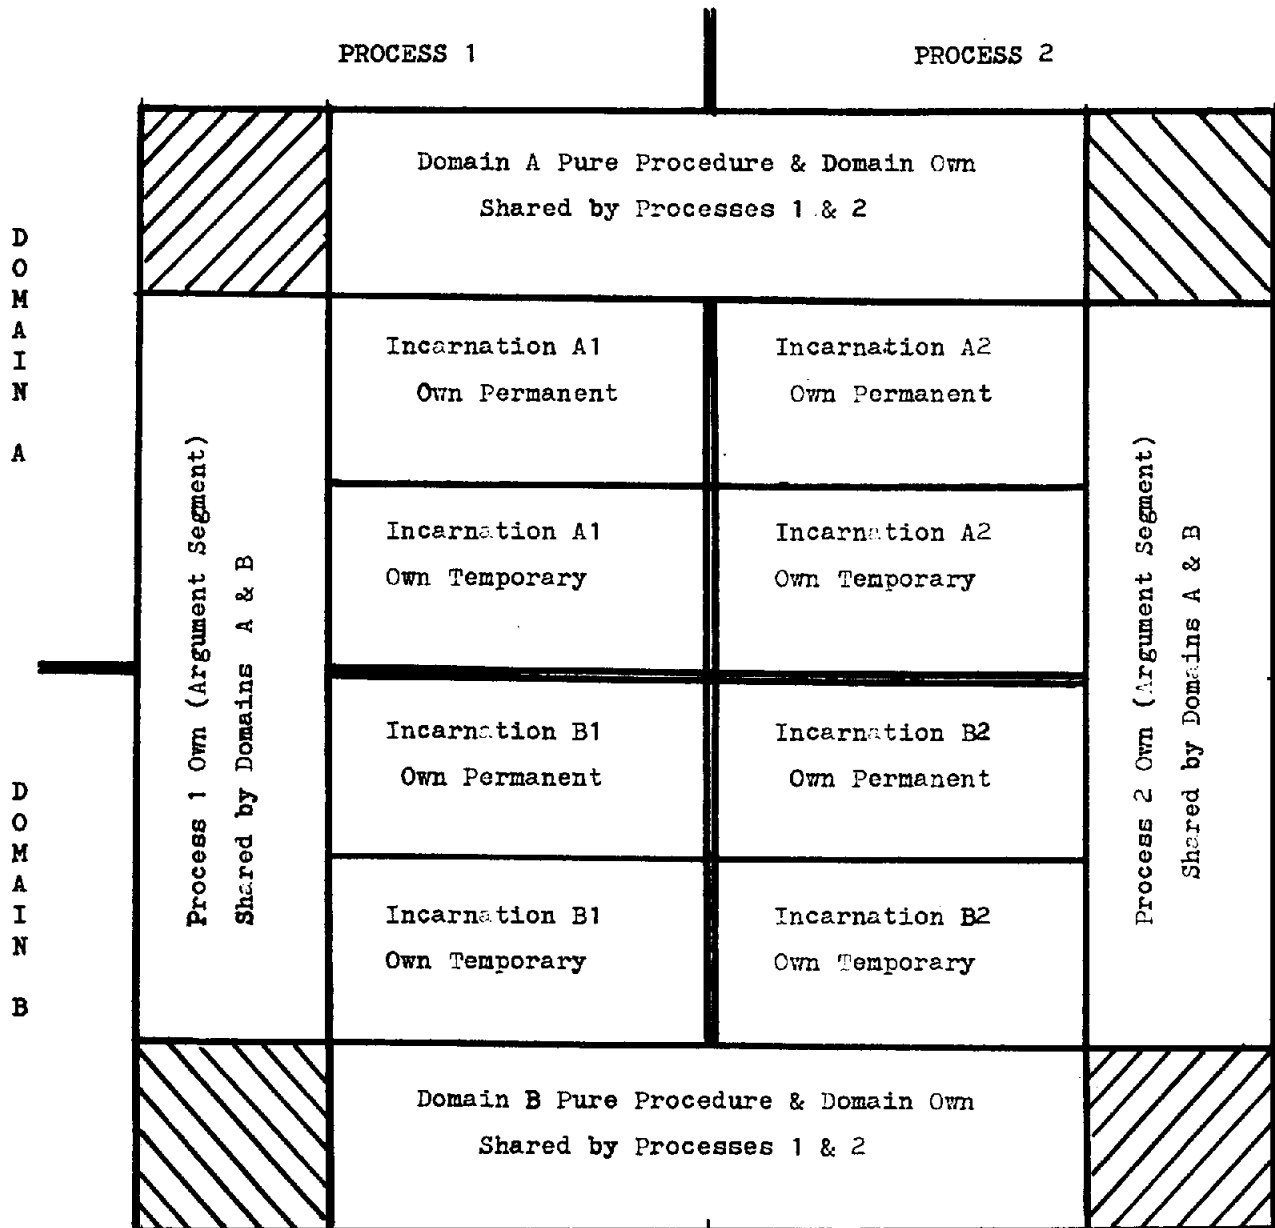 PROCESS 1
PROCESS 2
Domain A Pure Procedure & Domain Own
Shared by Processes 1 & 2
DOMAIN A
Incarnation A1
Own Permanent
Incarnation A2
Own Permanent
Process 1 Own (Argument Segment)
Shared by Domains A & B
Process 2 Own (Argument Segment)
Shared by Domains A & B
Incarnation A1
Own Temporary
Incarnation A2
Own Temporary
DOMAIN B
Incarnation B1
Own Permanent
Incarnation B2
Own Permanent
Incarnation B1
Own Temporary
Incarnation B2
Own Temporary
Domain B Pure Procedure & Domain Own
Shared by Processes 1 & 2